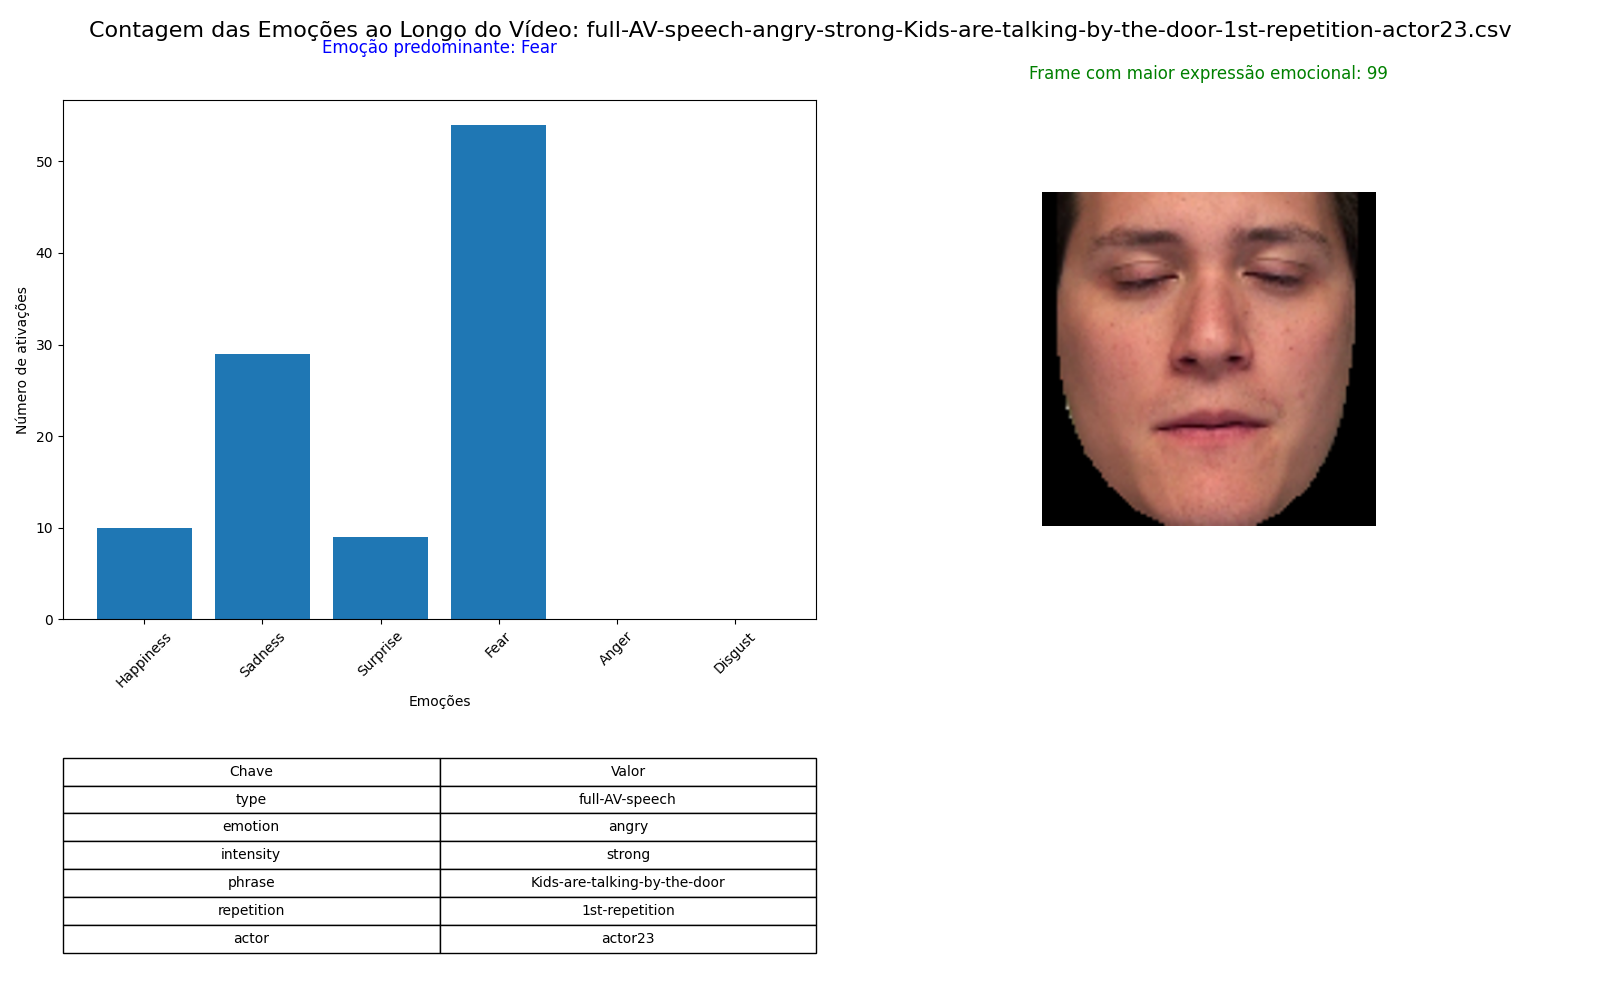 Contagem das Emoções ao Longo do Vídeo: full-AV-speech-angry-strong-Kids-are-talking-by-the-door-1st-repetition-actor23.csv
Emoção predominante: Fear
Frame com maior expressão emocional: 99
Número de ativações
50
40
30
20
10
0
Happiness
Sadness
Surprise
Fear
Anger
Disgust
Emoções
Chave Valor
type full-AV-speech
emotion angry
intensity strong
phrase Kids-are-talking-by-the-door
repetition 1st-repetition
actor actor23